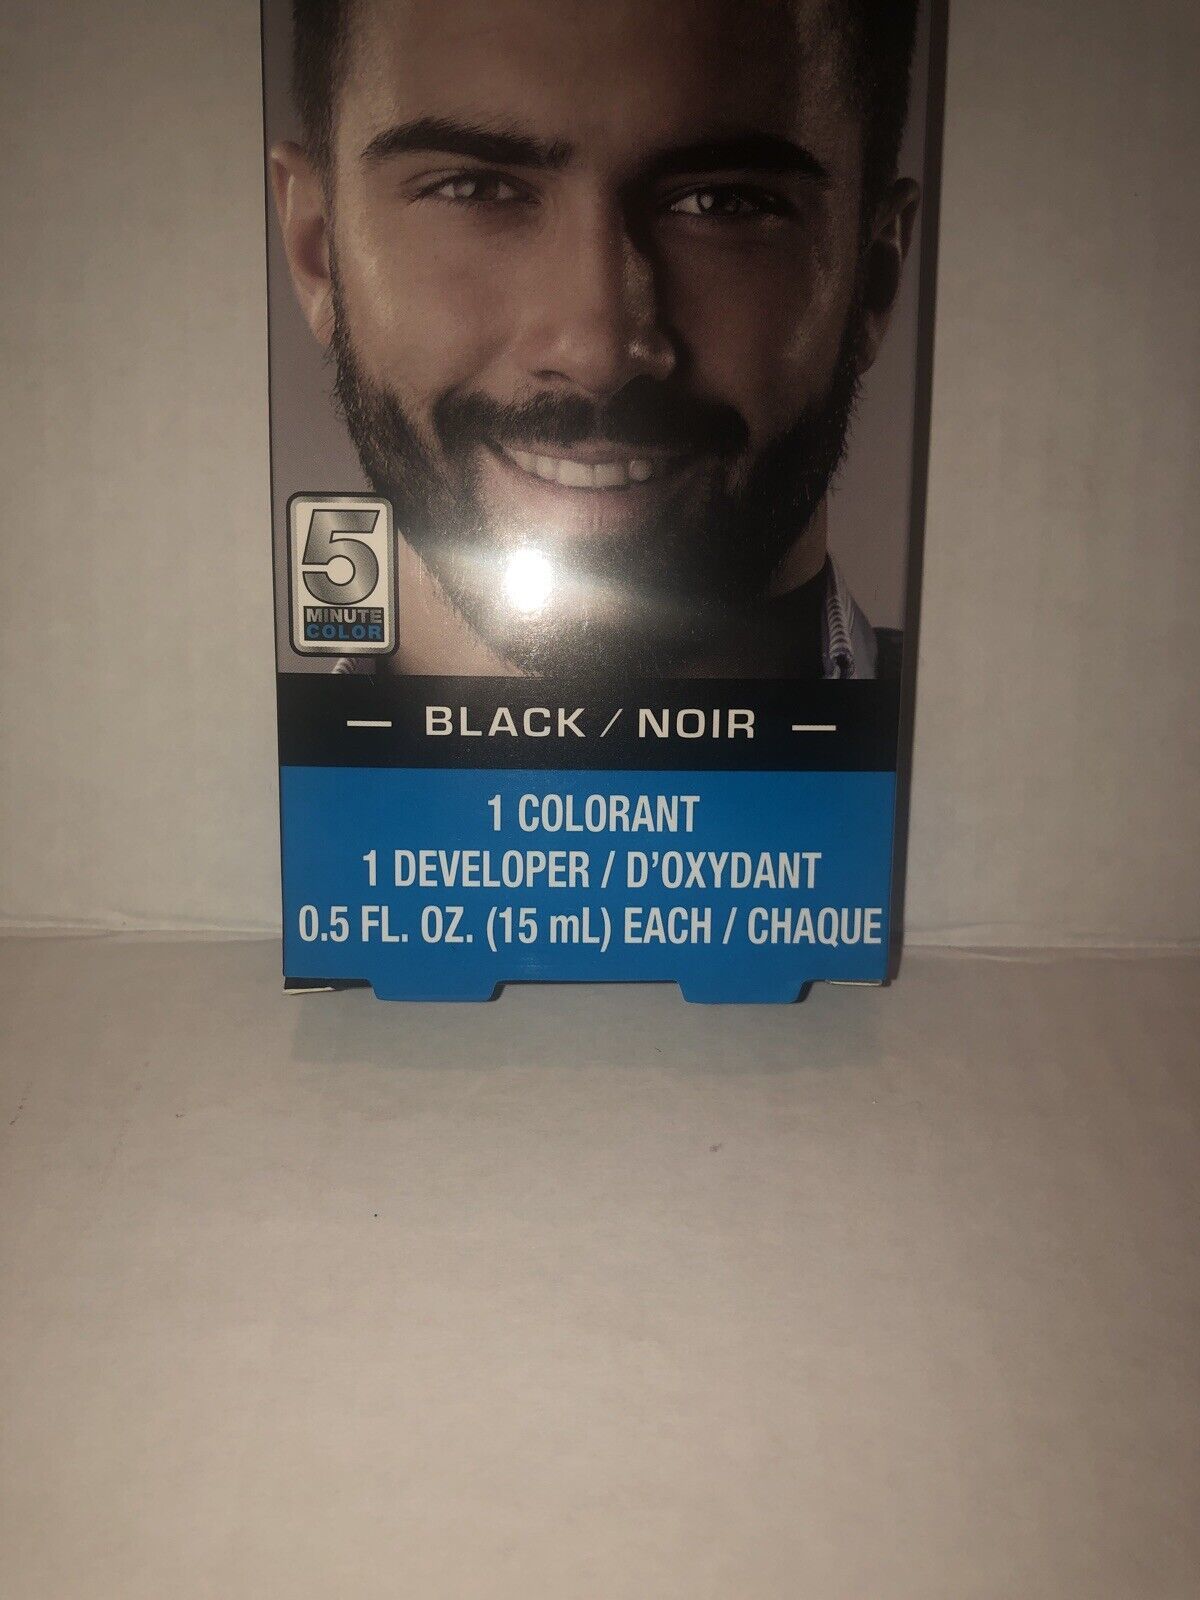 5
MINUTE
COLOR
— BLACK / NOIR —
1 COLORANT
1 DEVELOPER / D'OXYDANT
0.5 FL. OZ. (15 mL) EACH / CHAQUE